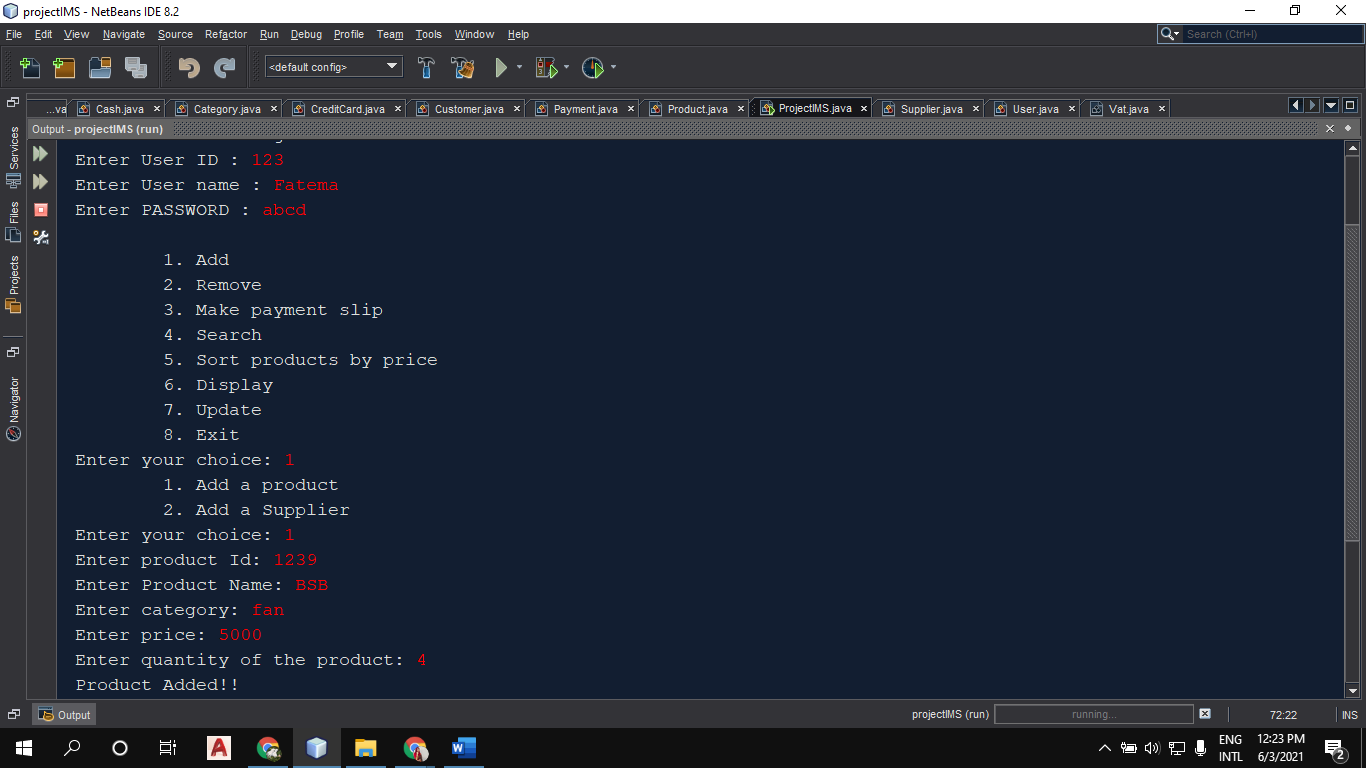 projectIMS - NetBeans IDE 8.2
File Edit View Navigate Source Refactor Run Debug Profile Team Tools Window Help
Search (Ctrl+I)
<default config>
...va Cash.java Category.java CreditCard.java Customer.java Payment.java Product.java ProjectIMS.java Supplier.java User.java Vat.java
Output - projectIMS (run)
Services
Files
Projects
Navigator
Enter User ID : 123
Enter User name : Fatema
Enter PASSWORD : abcd
1. Add
2. Remove
3. Make payment slip
4. Search
5. Sort products by price
6. Display
7. Update
8. Exit
Enter your choice: 1
1. Add a product
2. Add a Supplier
Enter your choice: 1
Enter product Id: 1239
Enter Product Name: BSB
Enter category: fan
Enter price: 5000
Enter quantity of the product: 4
Product Added!!
Output
projectIMS (run) running... 72:22 INS
ENG 12:23 PM
INTL 6/3/2021
2